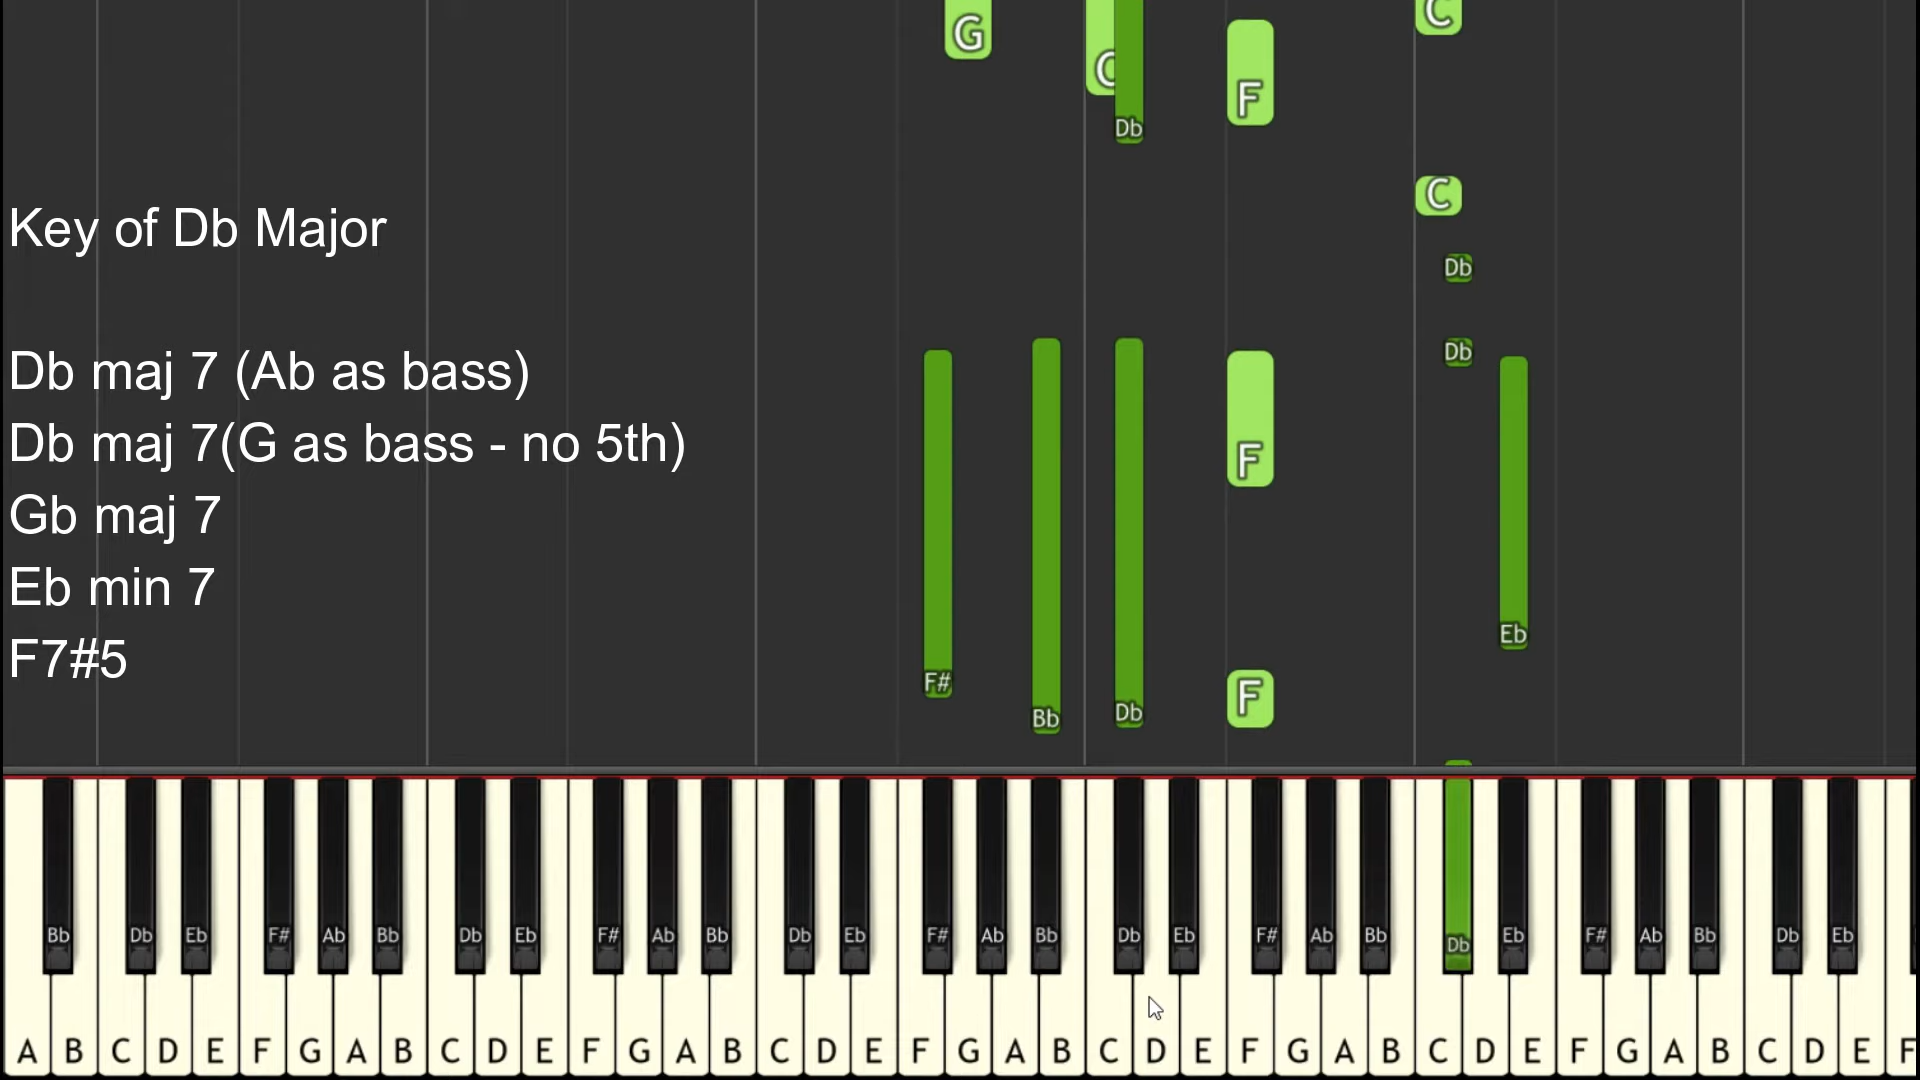 G
C
C
F
Db
C
Key of Db Major
Db
Db maj 7 (Ab as bass)
Db
Db maj 7(G as bass - no 5th)
F
Gb maj 7
Eb min 7
Eb
F7#5
F#
Bb
Db
F
Bb Db Eb F# Ab Bb Db Eb F# Ab Bb Db Eb F# Ab Bb Db Eb F# Ab Bb Db Eb F# Ab Bb Db Eb
A B C D E F G A B C D E F G A B C D E F G A B C D E F G A B C D E F G A B C D E F